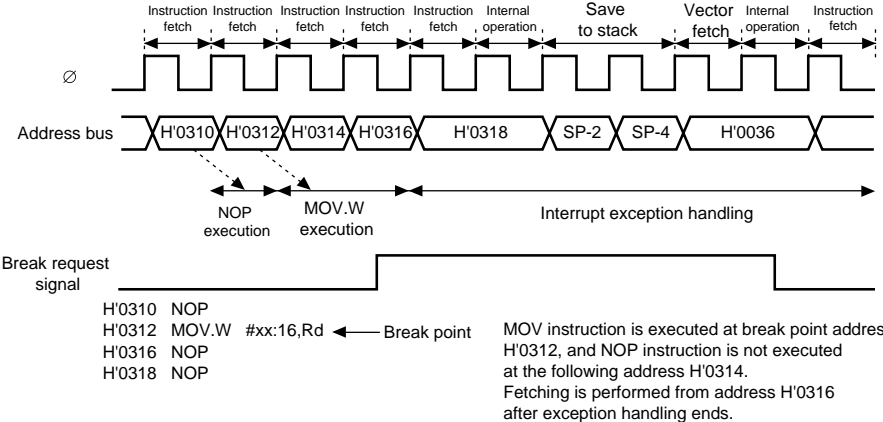 Instruction fetch
Instruction fetch
Instruction fetch
Instruction fetch
Instruction fetch
Internal operation
Save to stack
Vector fetch
Internal operation
Instruction fetch
∅
Address bus
H'0310
H'0312
H'0314
H'0316
H'0318
SP-2
SP-4
H'0036
NOP execution
MOV.W execution
Interrupt exception handling
Break request
signal
H'0310 NOP
H'0312 MOV.W #xx:16,Rd
Break point
H'0316 NOP
H'0318 NOP
MOV instruction is executed at break point addres
H'0312, and NOP instruction is not executed
at the following address H'0314.
Fetching is performed from address H'0316
after exception handling ends.